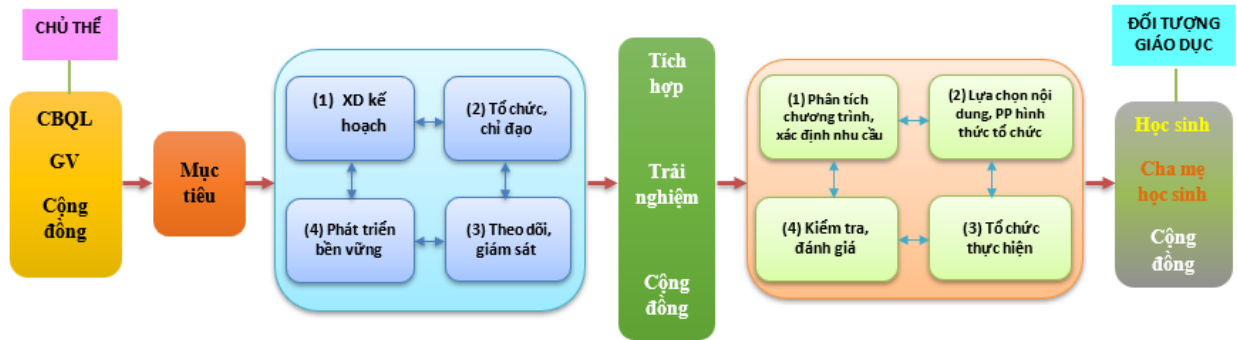 CHỦ THỂ
CBQL
GV
Cộng
đồng
Mục
tiêu
(1) XD kế
hoạch
(2) Tổ chức,
chỉ đạo
(4) Phát triển
bền vững
(3) Theo dõi,
giám sát
Tích
hợp
Trải
nghiệm
Cộng
đồng
(1) Phân tích
chương trình,
xác định nhu cầu
(2) Lựa chọn nội
dung, PP hình
thức tổ chức
(4) Kiểm tra,
đánh giá
(3) Tổ chức
thực hiện
ĐỐI TƯỢNG
GIÁO DỤC
Học sinh
Cha mẹ
học sinh
Cộng
đồng